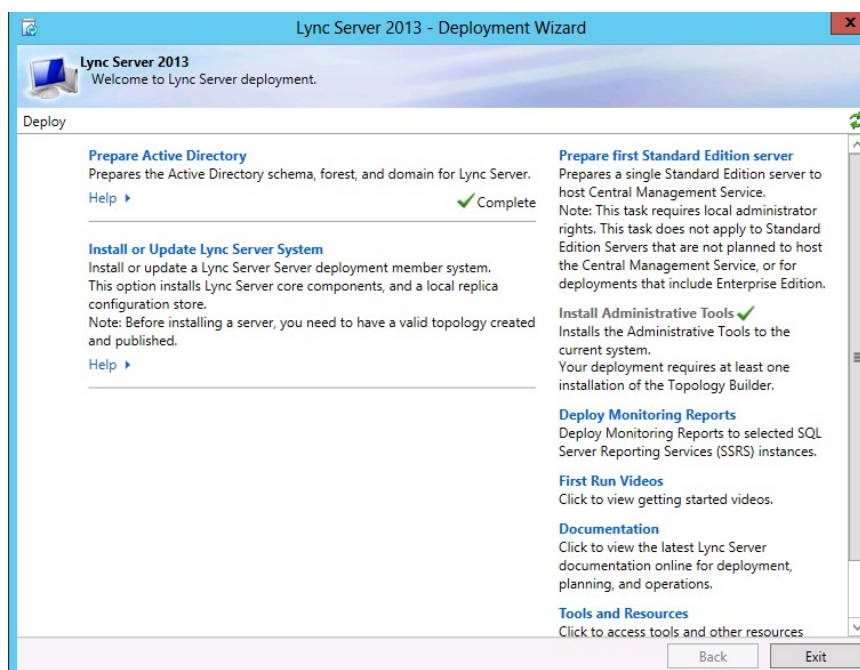 Lync Server 2013 - Deployment Wizard
x
Lync Server 2013
Welcome to Lync Server deployment.
Deploy
Prepare Active Directory
Prepares the Active Directory schema, forest, and domain for Lync Server.
Help
Complete
Install or Update Lync Server System
Install or update a Lync Server Server deployment member system.
This option installs Lync Server core components, and a local replica
configuration store.
Note: Before installing a server, you need to have a valid topology created
and published.
Help
Prepare first Standard Edition server
Prepares a single Standard Edition server to
host Central Management Service.
Note: This task requires local administrator
rights. This task does not apply to Standard
Edition Servers that are not planned to host
the Central Management Service, or for
deployments that include Enterprise Edition.
Install Administrative Tools
Installs the Administrative Tools to the
current system.
Your deployment requires at least one
installation of the Topology Builder.
Deploy Monitoring Reports
Deploy Monitoring Reports to selected SQL
Server Reporting Services (SSRS) instances.
First Run Videos
Click to view getting started videos.
Documentation
Click to view the latest Lync Server
documentation online for deployment,
planning, and operations.
Tools and Resources
Click to access tools and other resources
Back
Exit